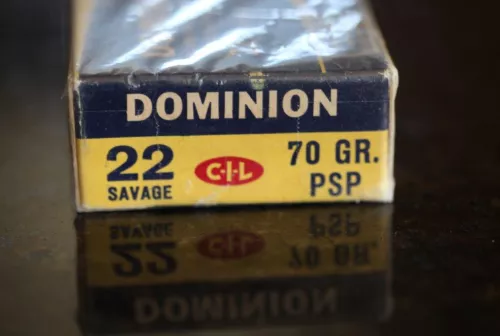 DOMINION
22 C-I-L 70 GR.
SAVAGE PSP